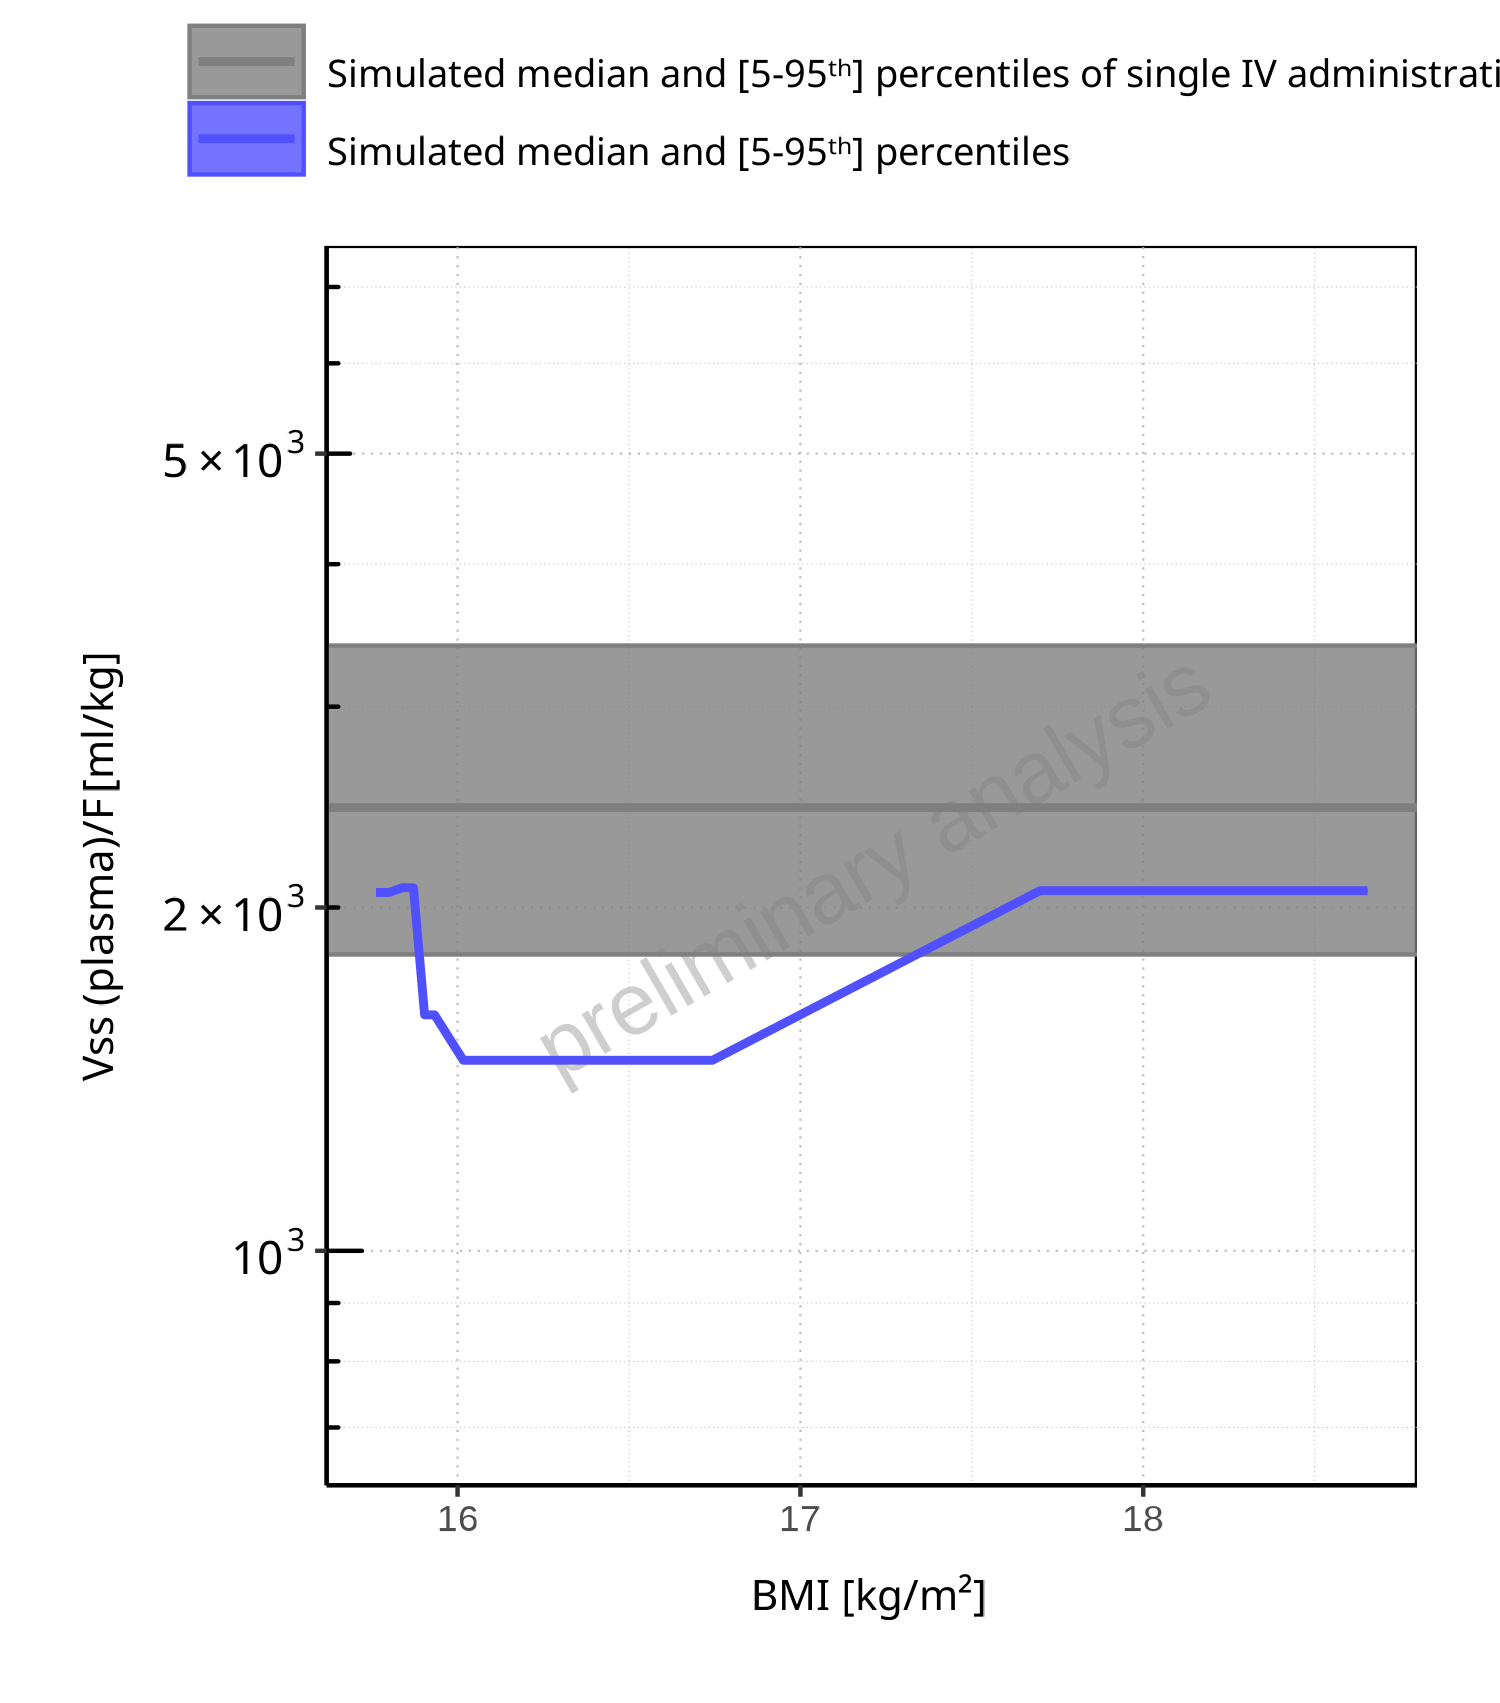 Simulated median and [5-95th] percentiles of single IV administrati
Simulated median and [5-95th] percentiles
5 × 10³
2 × 10³
10³
Vss (plasma)/F [ml/kg]
preliminary analysis
16 17 18
BMI [kg/m²]